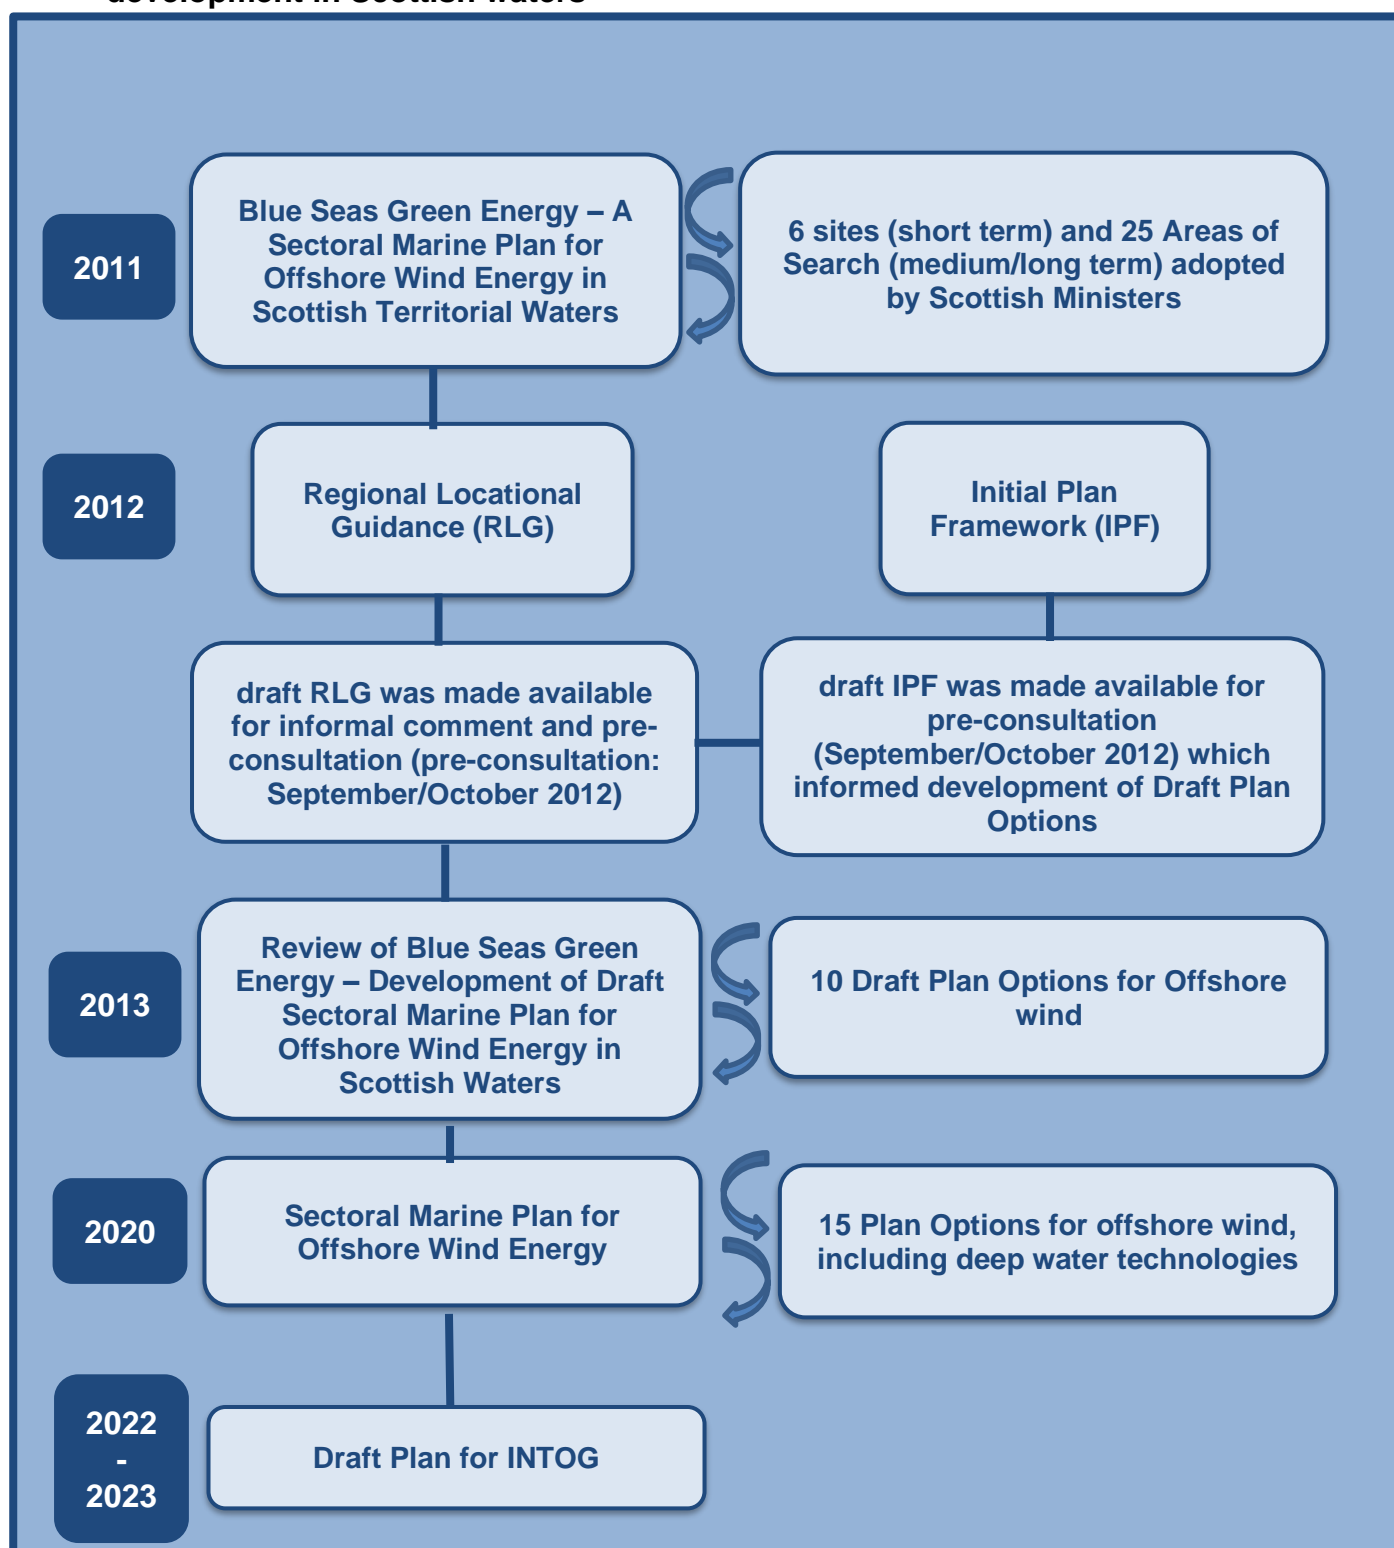 development in Scottish waters
2011
Blue Seas Green Energy – A
Sectoral Marine Plan for
Offshore Wind Energy in
Scottish Territorial Waters
6 sites (short term) and 25 Areas of
Search (medium/long term) adopted
by Scottish Ministers
2012
Regional Locational
Guidance (RLG)
Initial Plan
Framework (IPF)
draft RLG was made available
for informal comment and pre-
consultation (pre-consultation:
September/October 2012)
draft IPF was made available for
pre-consultation
(September/October 2012) which
informed development of Draft Plan
Options
2013
Review of Blue Seas Green
Energy – Development of Draft
Sectoral Marine Plan for
Offshore Wind Energy in
Scottish Waters
10 Draft Plan Options for Offshore
wind
2020
Sectoral Marine Plan for
Offshore Wind Energy
15 Plan Options for offshore wind,
including deep water technologies
2022
-
2023
Draft Plan for INTOG